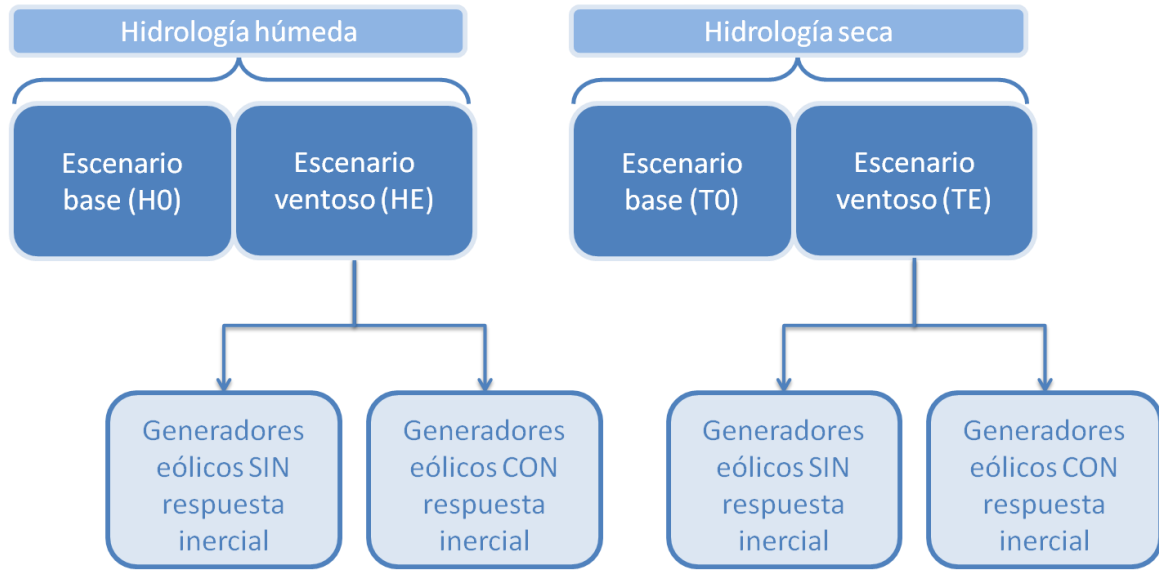 Hidrología húmeda
Hidrología seca
Escenario
base (H0)
Escenario
ventoso (HE)
Escenario
base (T0)
Escenario
ventoso (TE)
Generadores
eólicos SIN
respuesta
inercial
Generadores
eólicos CON
respuesta
inercial
Generadores
eólicos SIN
respuesta
inercial
Generadores
eólicos CON
respuesta
inercial